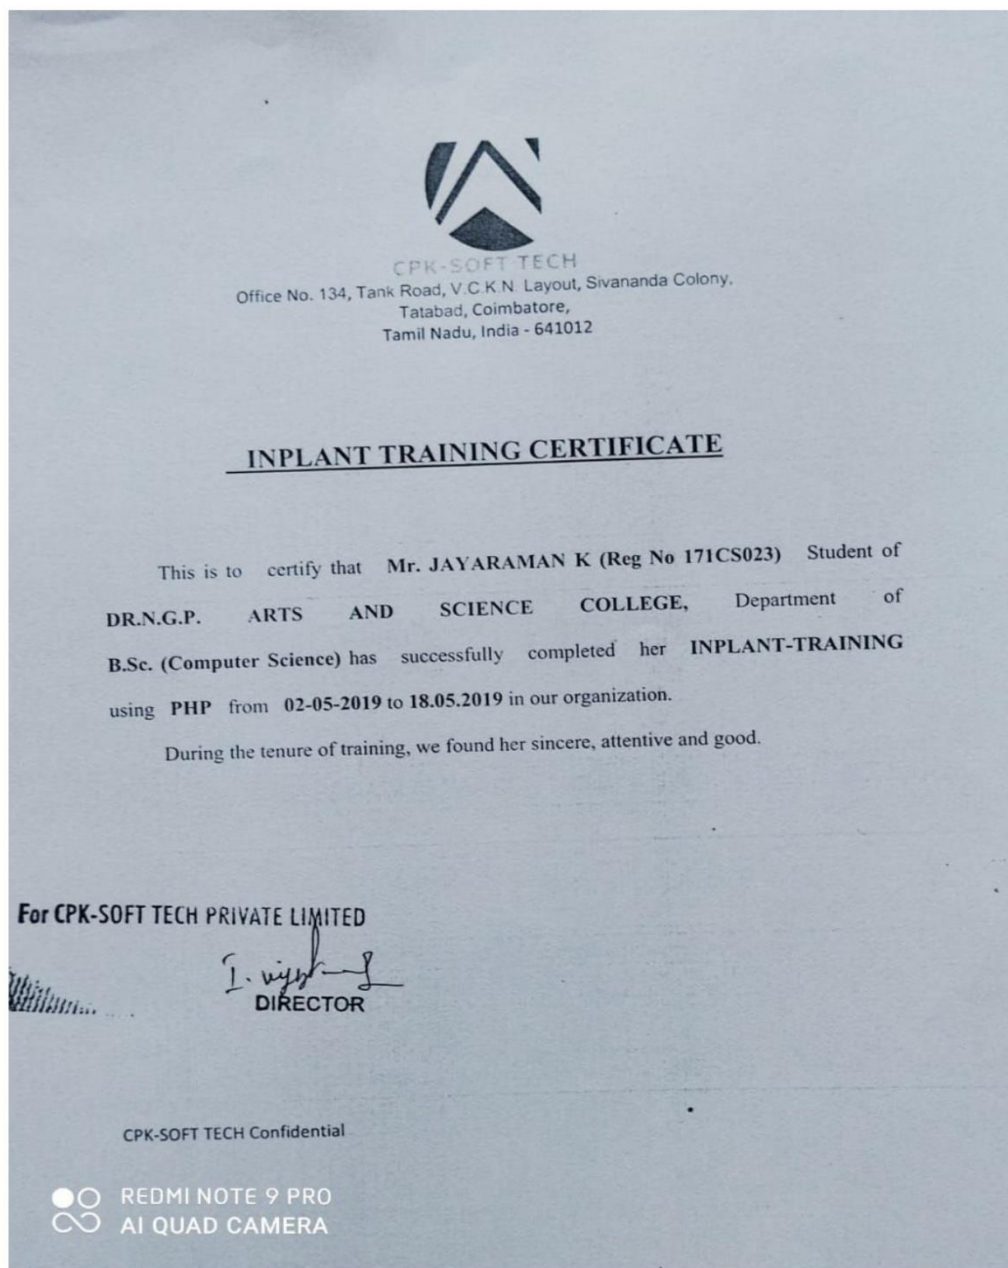 CPK-SOFT TECH
Office No. 134, Tank Road, V.C.K.N. Layout, Sivananda Colony,
Tatabad, Coimbatore,
Tamil Nadu, India - 641012
INPLANT TRAINING CERTIFICATE
This is to certify that Mr. JAYARAMAN K (Reg No 171CS023) Student of
DR.N.G.P. ARTS AND SCIENCE COLLEGE, Department of
B.Sc. (Computer Science) has successfully completed her INPLANT-TRAINING
using PHP from 02-05-2019 to 18.05.2019 in our organization.
During the tenure of training, we found her sincere, attentive and good.
For CPK-SOFT TECH PRIVATE LIMITED
DIRECTOR
CPK-SOFT TECH Confidential
REDMI NOTE 9 PRO
AI QUAD CAMERA